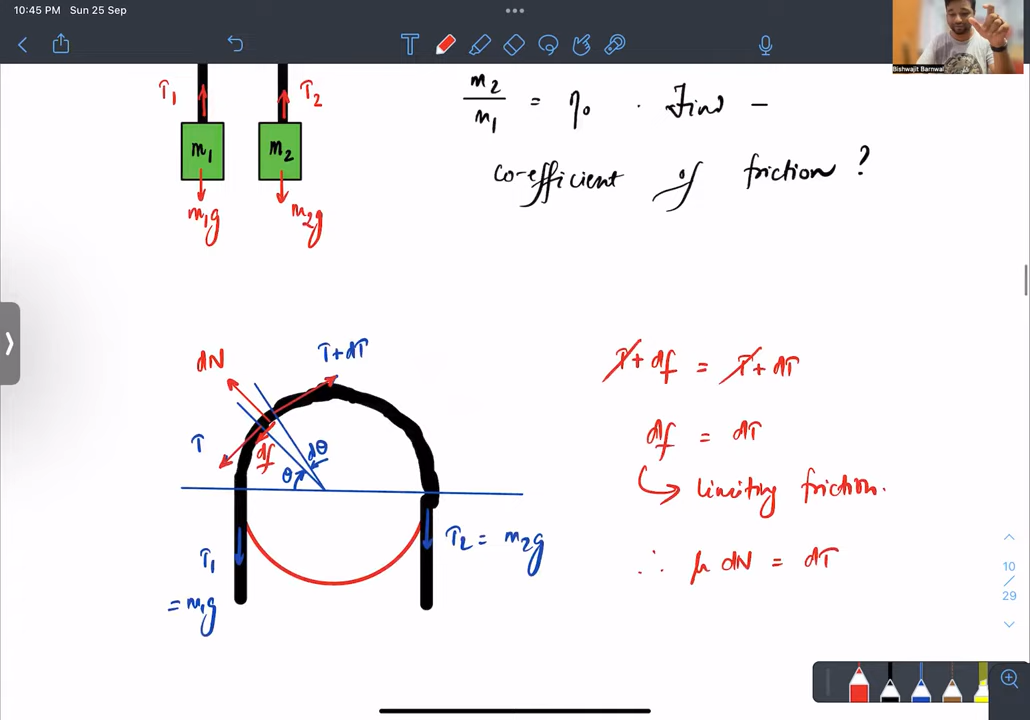 10:45 PM Sun 25 Sep
Bishwajit Barnwal
T
T₁
T₂
m₁
m₂
m₁g
m₂g
m₂/m₁ = η₀ . Find –
co-efficient of friction ?
dN
T+dT
T
df
dθ
θ
T₁
= m₁g
T₂ = m₂g
T + df = T + dT
df = dT
↳ limiting friction.
∴ μ dN = dT
10
/
29